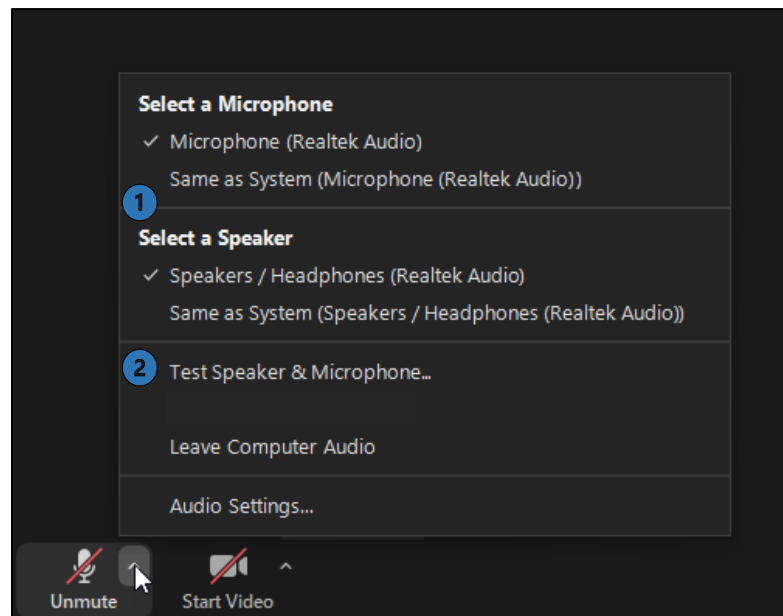 Select a Microphone
✓ Microphone (Realtek Audio)
Same as System (Microphone (Realtek Audio))
1
Select a Speaker
✓ Speakers / Headphones (Realtek Audio)
Same as System (Speakers / Headphones (Realtek Audio))
2 Test Speaker & Microphone...
Leave Computer Audio
Audio Settings...
Unmute Start Video